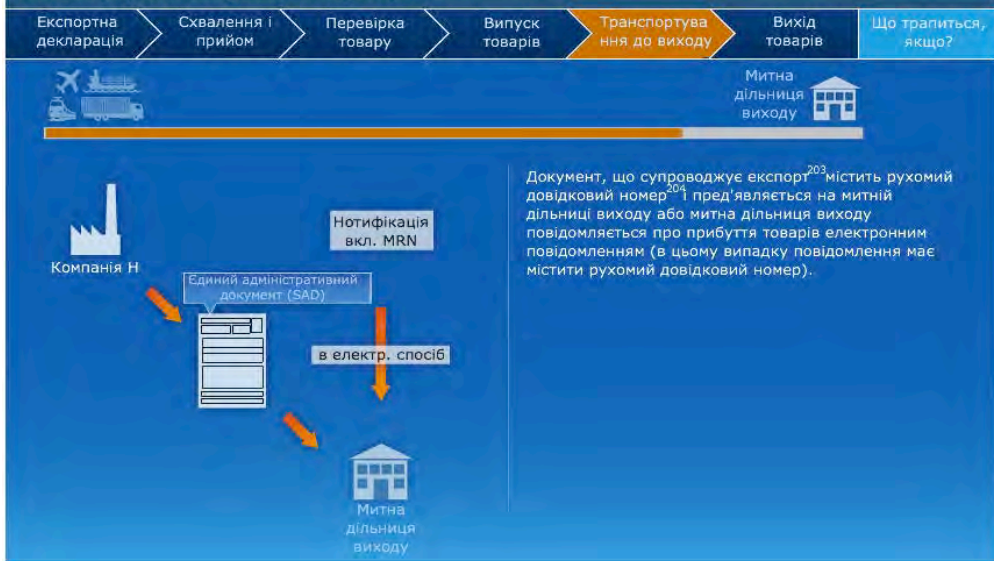 Експортна
декларація
Схвалення і
прийом
Перевірка
товару
Випуск
товарів
Транспортува
ння до виходу
Вихід
товарів
Що трапиться,
якщо?
Митна
дільниця
виходу
Компанія Н
Нотифікація
вкл. MRN
Єдиний адміністративний
документ (SAD)
в електр. спосіб
Митна
дільниця
виходу
Документ, що супроводжує експорт203 містить рухомий
довідковий номер204 і пред'являється на митній
дільниці виходу або митна дільниця виходу
повідомляється про прибуття товарів електронним
повідомленням (в цьому випадку повідомлення має
містити рухомий довідковий номер).